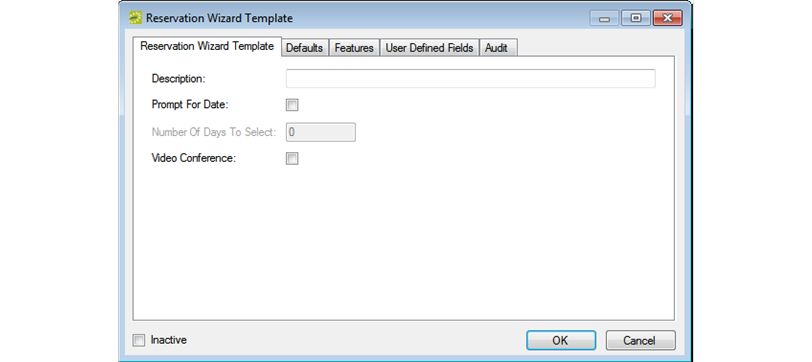 Reservation Wizard Template
Reservation Wizard Template Defaults Features User Defined Fields Audit
Description:
Prompt For Date:
Number Of Days To Select: 0
Video Conference:
Inactive OK Cancel